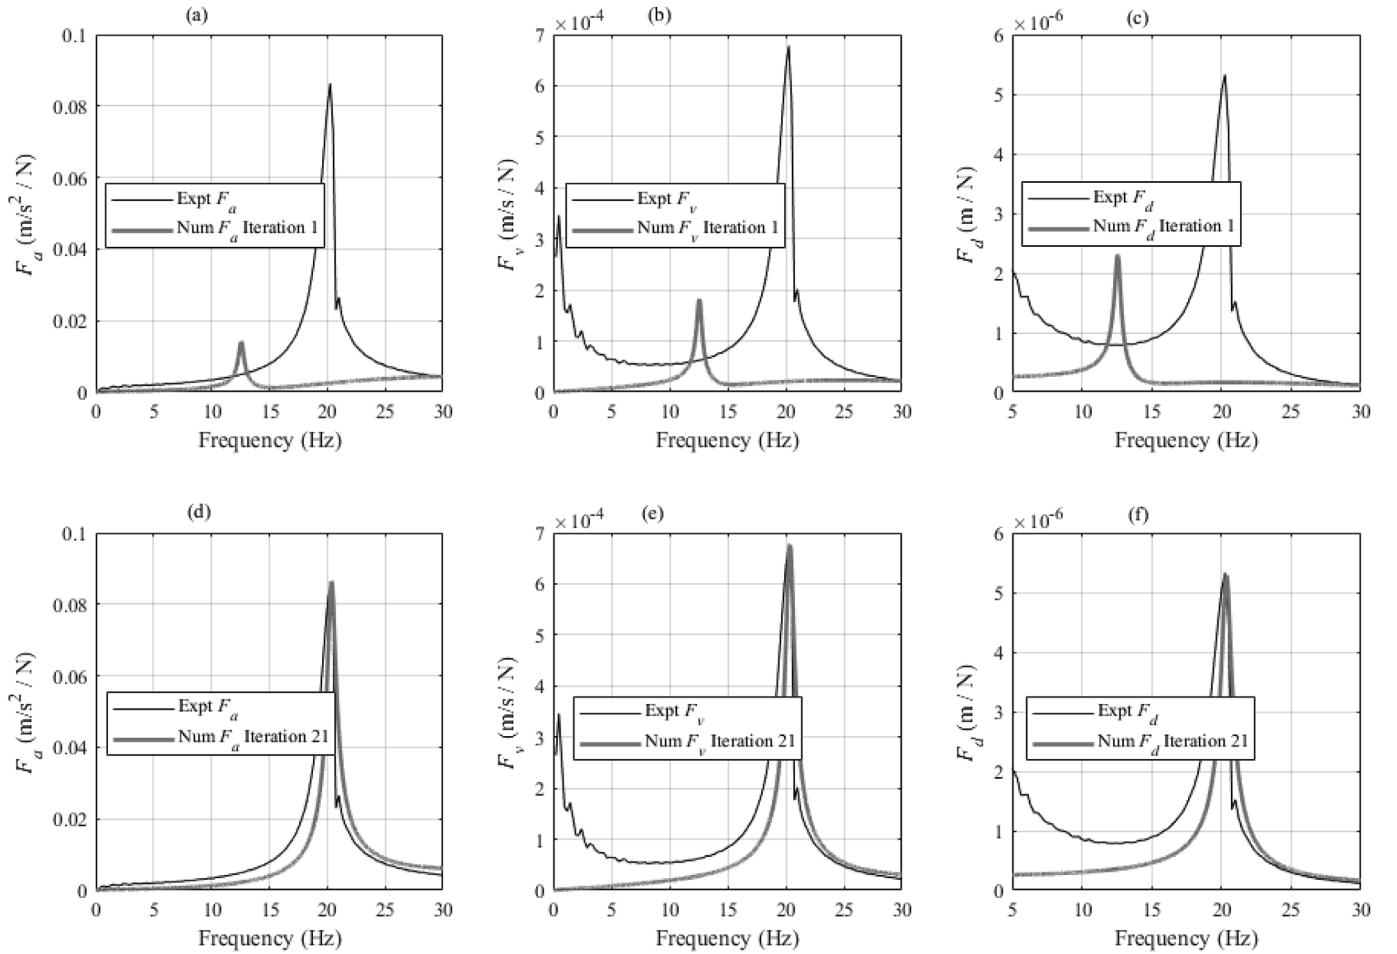 (a)
0.1
0.08
0.06
0.04
0.02
0
F_a (m/s² / N)
Expt F_a
Num F_a Iteration 1
0 5 10 15 20 25 30
Frequency (Hz)
(b)
×10⁻⁴
7
6
5
4
3
2
1
0
F_v (m/s / N)
Expt F_v
Num F_v Iteration 1
0 5 10 15 20 25 30
Frequency (Hz)
(c)
×10⁻⁶
6
5
4
3
2
1
0
F_d (m / N)
Expt F_d
Num F_d Iteration 1
5 10 15 20 25 30
Frequency (Hz)
(d)
0.1
0.08
0.06
0.04
0.02
0
F_a (m/s² / N)
Expt F_a
Num F_a Iteration 21
0 5 10 15 20 25 30
Frequency (Hz)
(e)
×10⁻⁴
7
6
5
4
3
2
1
0
F_v (m/s / N)
Expt F_v
Num F_v Iteration 21
0 5 10 15 20 25 30
Frequency (Hz)
(f)
×10⁻⁶
6
5
4
3
2
1
0
F_d (m / N)
Expt F_d
Num F_d Iteration 21
5 10 15 20 25 30
Frequency (Hz)